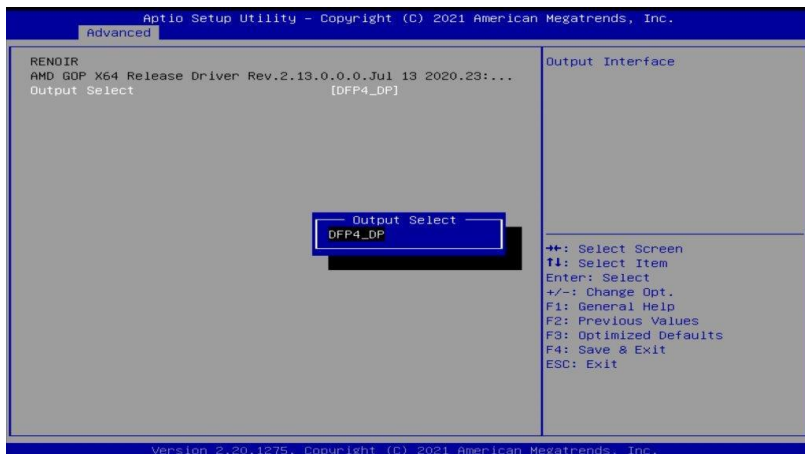 Aptio Setup Utility – Copyright (C) 2021 American Megatrends, Inc.
Advanced
RENOIR
AMD GOP X64 Release Driver Rev.2.13.0.0.0.Jul 13 2020.23:...
Output Select [DFP4_DP]
Output Interface
Output Select
DFP4_DP
→←: Select Screen
↑↓: Select Item
Enter: Select
+/-: Change Opt.
F1: General Help
F2: Previous Values
F3: Optimized Defaults
F4: Save & Exit
ESC: Exit
Version 2.20.1275. Copyright (C) 2021 American Megatrends, Inc.